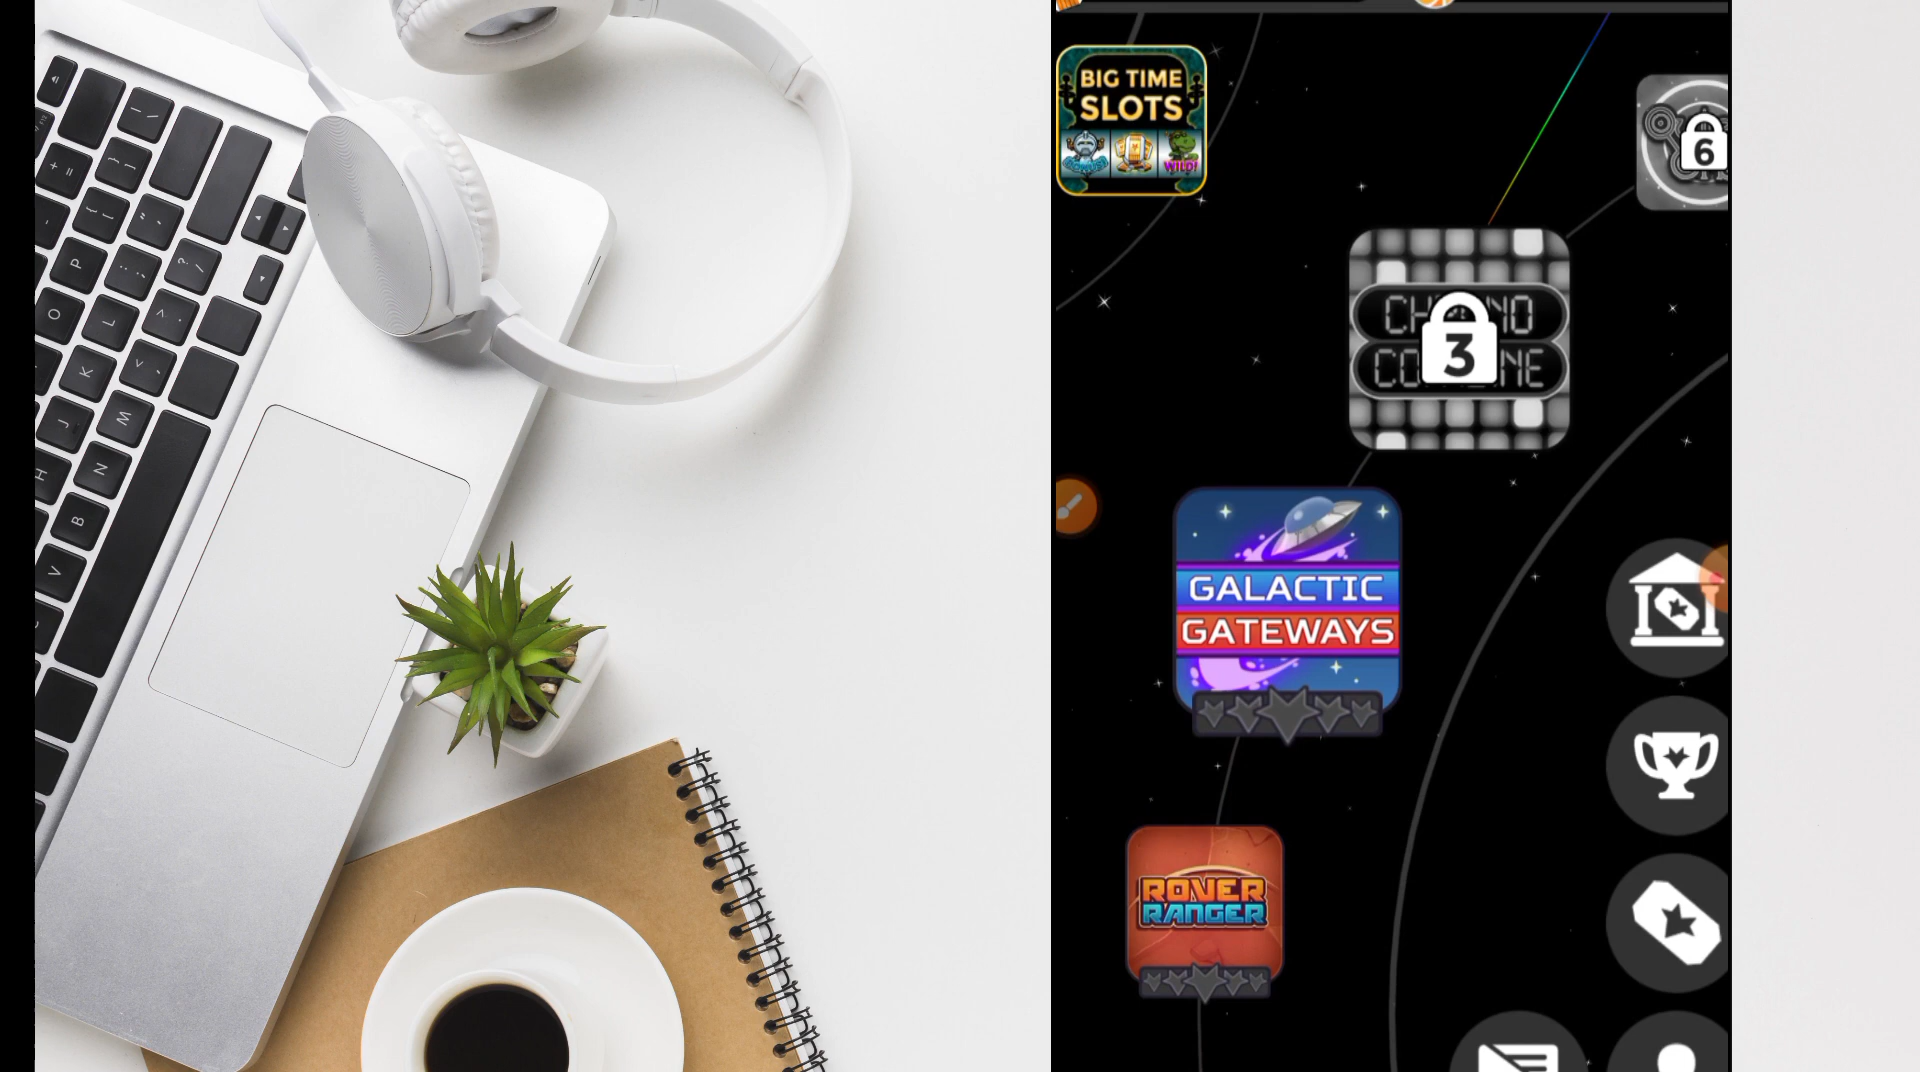 BIG TIME
SLOTS
WILD!
6
3
GALACTIC
GATEWAYS
ROVER
RANGER
P
O
L
K
J
M
H
N
B
V